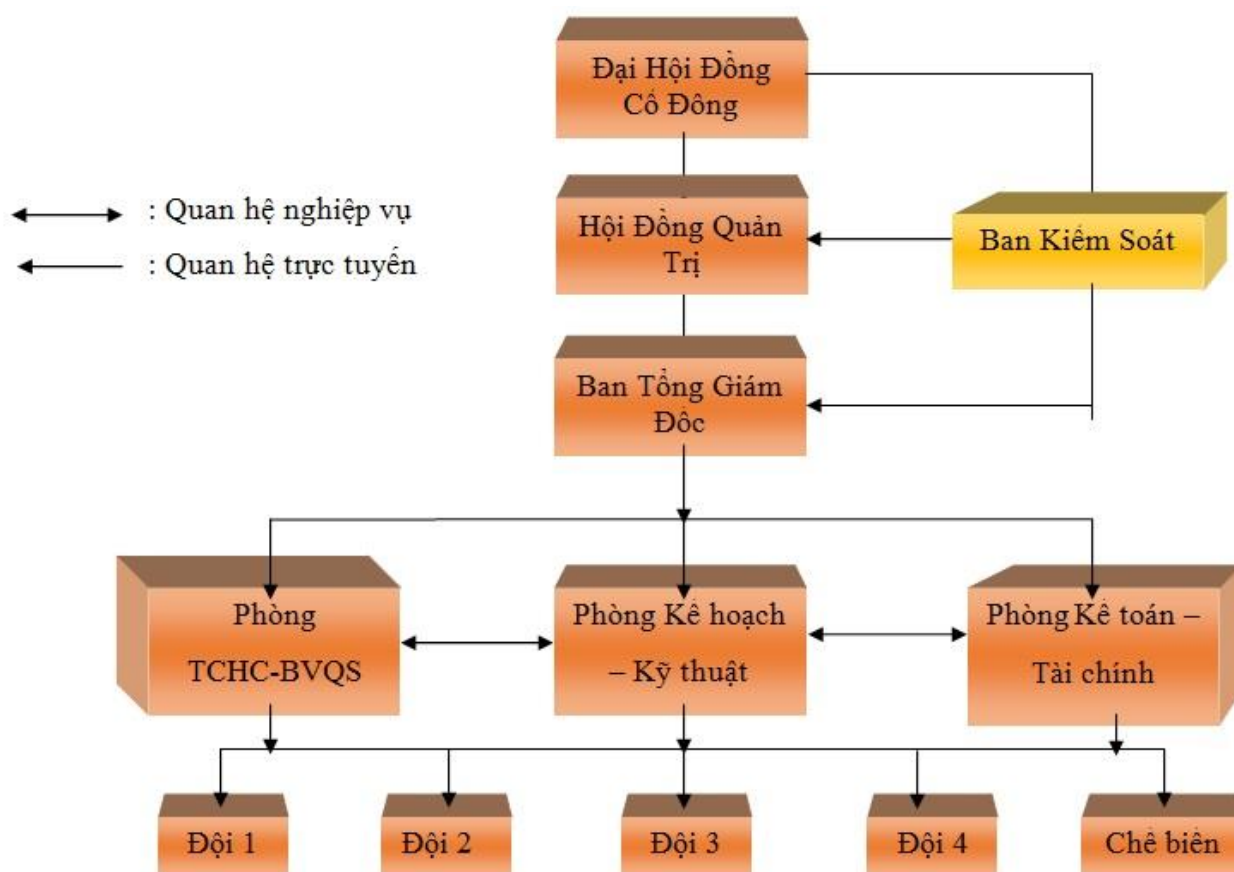 Đại Hội Đồng
Cổ Đông
: Quan hệ nghiệp vụ
: Quan hệ trực tuyến
Hội Đồng Quản
Trị
Ban Kiểm Soát
Ban Tổng Giám
Đốc
Phòng
TCHC-BVQS
Phòng Kế hoạch
– Kỹ thuật
Phòng Kế toán –
Tài chính
Đội 1
Đội 2
Đội 3
Đội 4
Chế biến